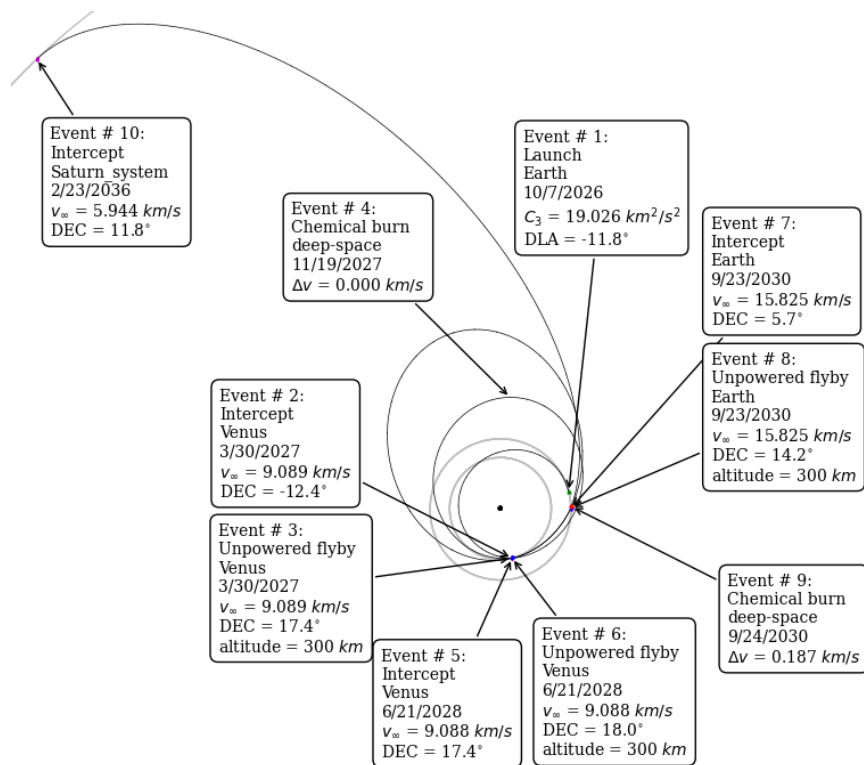 Event # 10:
Intercept
Saturn_system
2/23/2036
v∞ = 5.944 km/s
DEC = 11.8°
Event # 1:
Launch
Earth
10/7/2026
C₃ = 19.026 km²/s²
DLA = -11.8°
Event # 4:
Chemical burn
deep-space
11/19/2027
Δv = 0.000 km/s
Event # 7:
Intercept
Earth
9/23/2030
v∞ = 15.825 km/s
DEC = 5.7°
Event # 8:
Unpowered flyby
Earth
9/23/2030
v∞ = 15.825 km/s
DEC = 14.2°
altitude = 300 km
Event # 2:
Intercept
Venus
3/30/2027
v∞ = 9.089 km/s
DEC = -12.4°
Event # 3:
Unpowered flyby
Venus
3/30/2027
v∞ = 9.089 km/s
DEC = 17.4°
altitude = 300 km
Event # 5:
Intercept
Venus
6/21/2028
v∞ = 9.088 km/s
DEC = 17.4°
Event # 6:
Unpowered flyby
Venus
6/21/2028
v∞ = 9.088 km/s
DEC = 18.0°
altitude = 300 km
Event # 9:
Chemical burn
deep-space
9/24/2030
Δv = 0.187 km/s